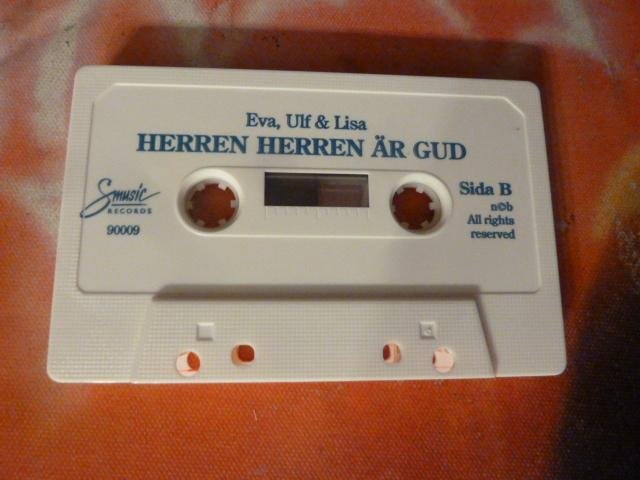 Eva, Ulf & Lisa
HERREN HERREN ÄR GUD
Smusic
RECORDS
90009
Sida B
n©b
All rights
reserved